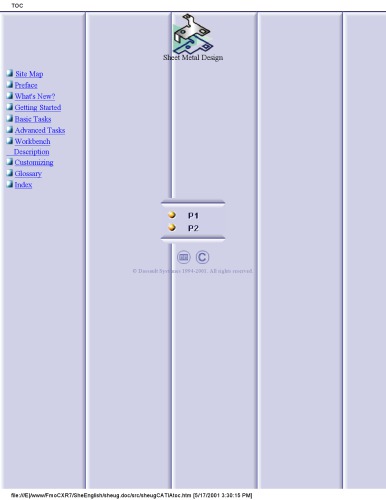 TOC
Sheet Metal Design
Site Map
Preface
What's New?
Getting Started
Basic Tasks
Advanced Tasks
Workbench
Description
Customizing
Glossary
Index
P1
P2
© Dassault Systèmes 1994-2001. All rights reserved.
file:///E|/www/FmoCXR7/SheEnglish/sheug.doc/src/sheugCATIAtoc.htm [5/17/2001 3:30:15 PM]